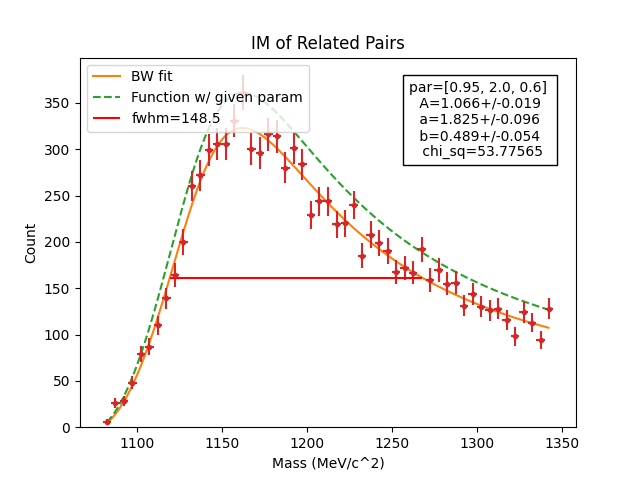 IM of Related Pairs
BW fit
Function w/ given param
fwhm=148.5
par=[0.95, 2.0, 0.6]
A=1.066+/-0.019
a=1.825+/-0.096
b=0.489+/-0.054
chi_sq=53.77565
350
300
250
200
150
100
50
0
Count
1100 1150 1200 1250 1300 1350
Mass (MeV/c^2)